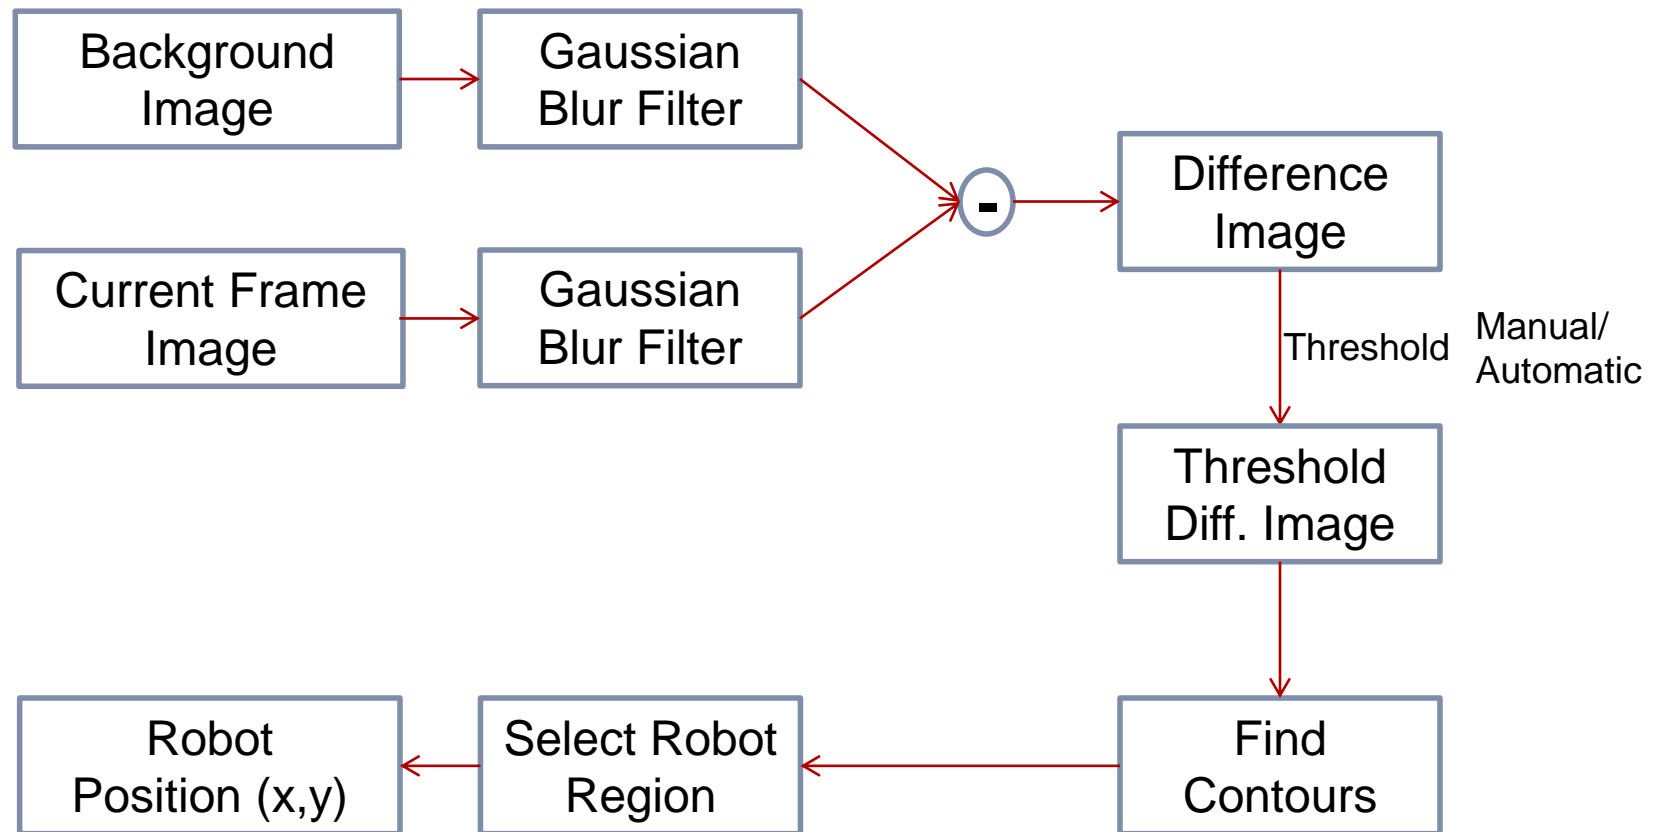 Background
Image
Gaussian
Blur Filter
Current Frame
Image
Gaussian
Blur Filter
-
Difference
Image
Threshold
Manual/
Automatic
Threshold
Diff. Image
Find
Contours
Select Robot
Region
Robot
Position (x,y)